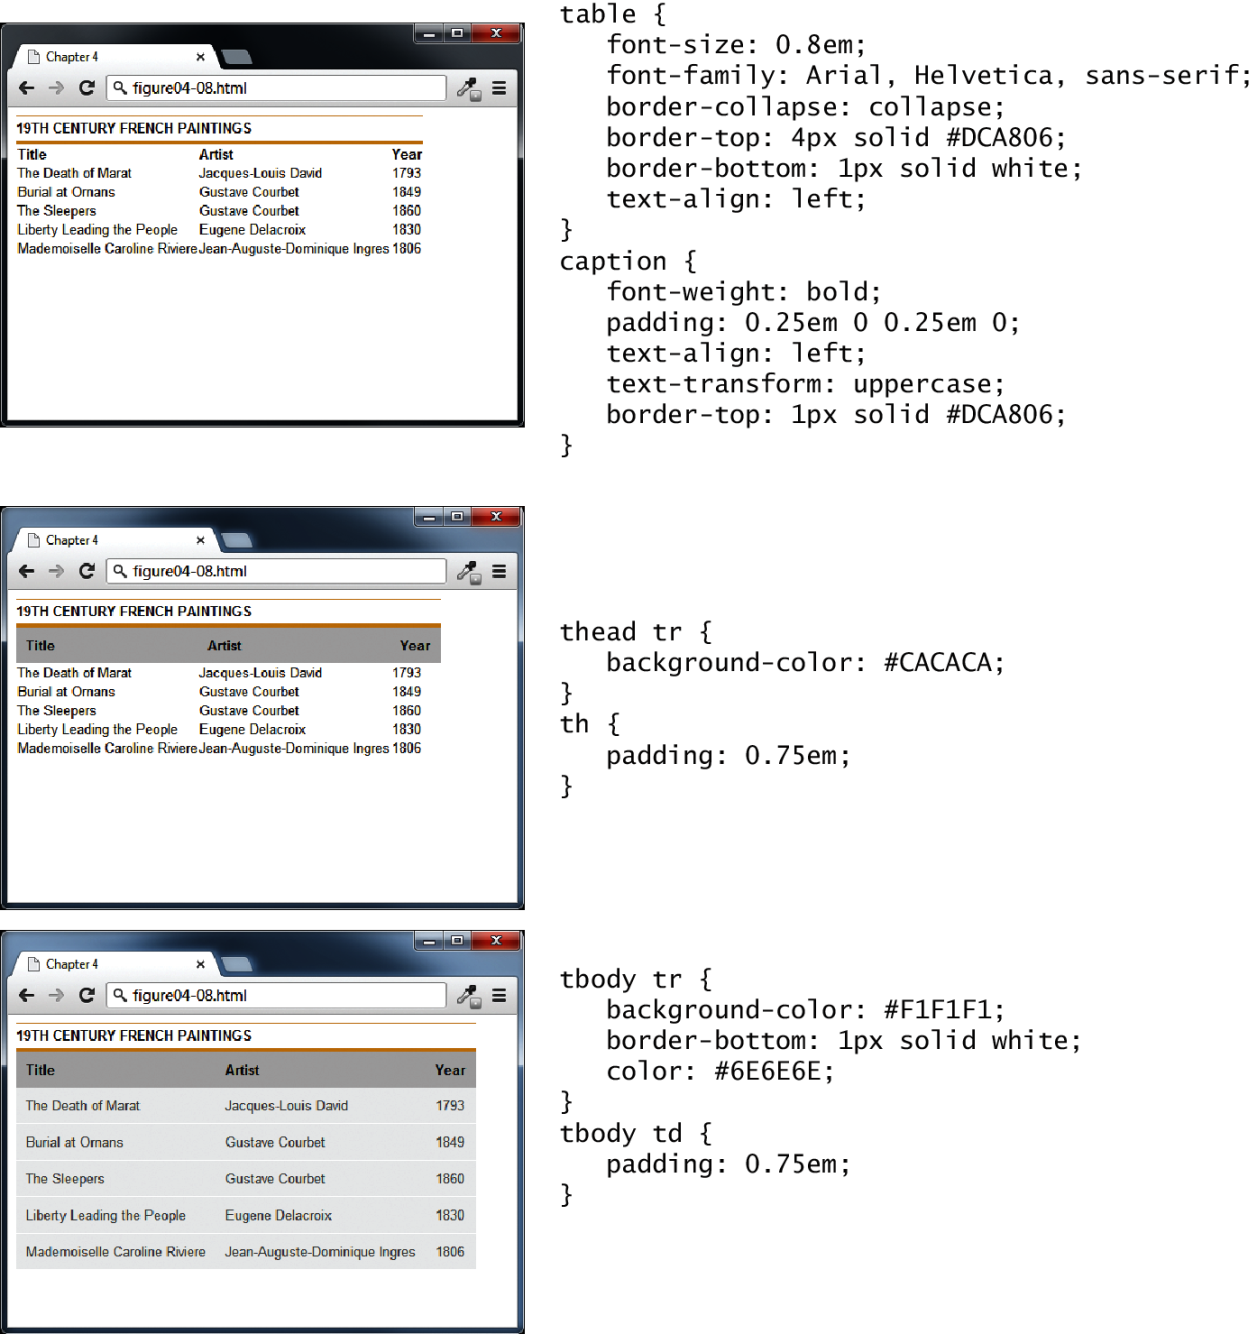 Chapter 4
figure04-08.html
19TH CENTURY FRENCH PAINTINGS
Title Artist Year
The Death of Marat Jacques-Louis David 1793
Burial at Ornans Gustave Courbet 1849
The Sleepers Gustave Courbet 1860
Liberty Leading the People Eugene Delacroix 1830
Mademoiselle Caroline Riviere Jean-Auguste-Dominique Ingres 1806
table {
font-size: 0.8em;
font-family: Arial, Helvetica, sans-serif;
border-collapse: collapse;
border-top: 4px solid #DCA806;
border-bottom: 1px solid white;
text-align: left;
}
caption {
font-weight: bold;
padding: 0.25em 0 0.25em 0;
text-align: left;
text-transform: uppercase;
border-top: 1px solid #DCA806;
}
Chapter 4
figure04-08.html
19TH CENTURY FRENCH PAINTINGS
Title Artist Year
The Death of Marat Jacques-Louis David 1793
Burial at Ornans Gustave Courbet 1849
The Sleepers Gustave Courbet 1860
Liberty Leading the People Eugene Delacroix 1830
Mademoiselle Caroline Riviere Jean-Auguste-Dominique Ingres 1806
thead tr {
background-color: #CACACA;
}
th {
padding: 0.75em;
}
Chapter 4
figure04-08.html
19TH CENTURY FRENCH PAINTINGS
Title Artist Year
The Death of Marat Jacques-Louis David 1793
Burial at Ornans Gustave Courbet 1849
The Sleepers Gustave Courbet 1860
Liberty Leading the People Eugene Delacroix 1830
Mademoiselle Caroline Riviere Jean-Auguste-Dominique Ingres 1806
tbody tr {
background-color: #F1F1F1;
border-bottom: 1px solid white;
color: #6E6E6E;
}
tbody td {
padding: 0.75em;
}